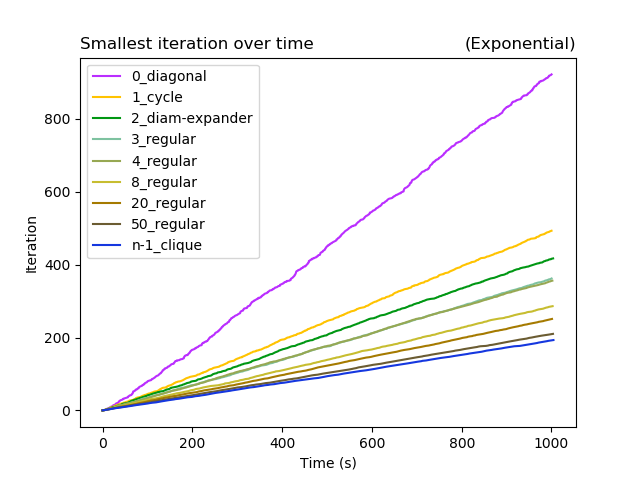 Smallest iteration over time (Exponential)
0_diagonal
1_cycle
2_diam-expander
3_regular
4_regular
8_regular
20_regular
50_regular
n-1_clique
Iteration
800
600
400
200
0
0 200 400 600 800 1000
Time (s)